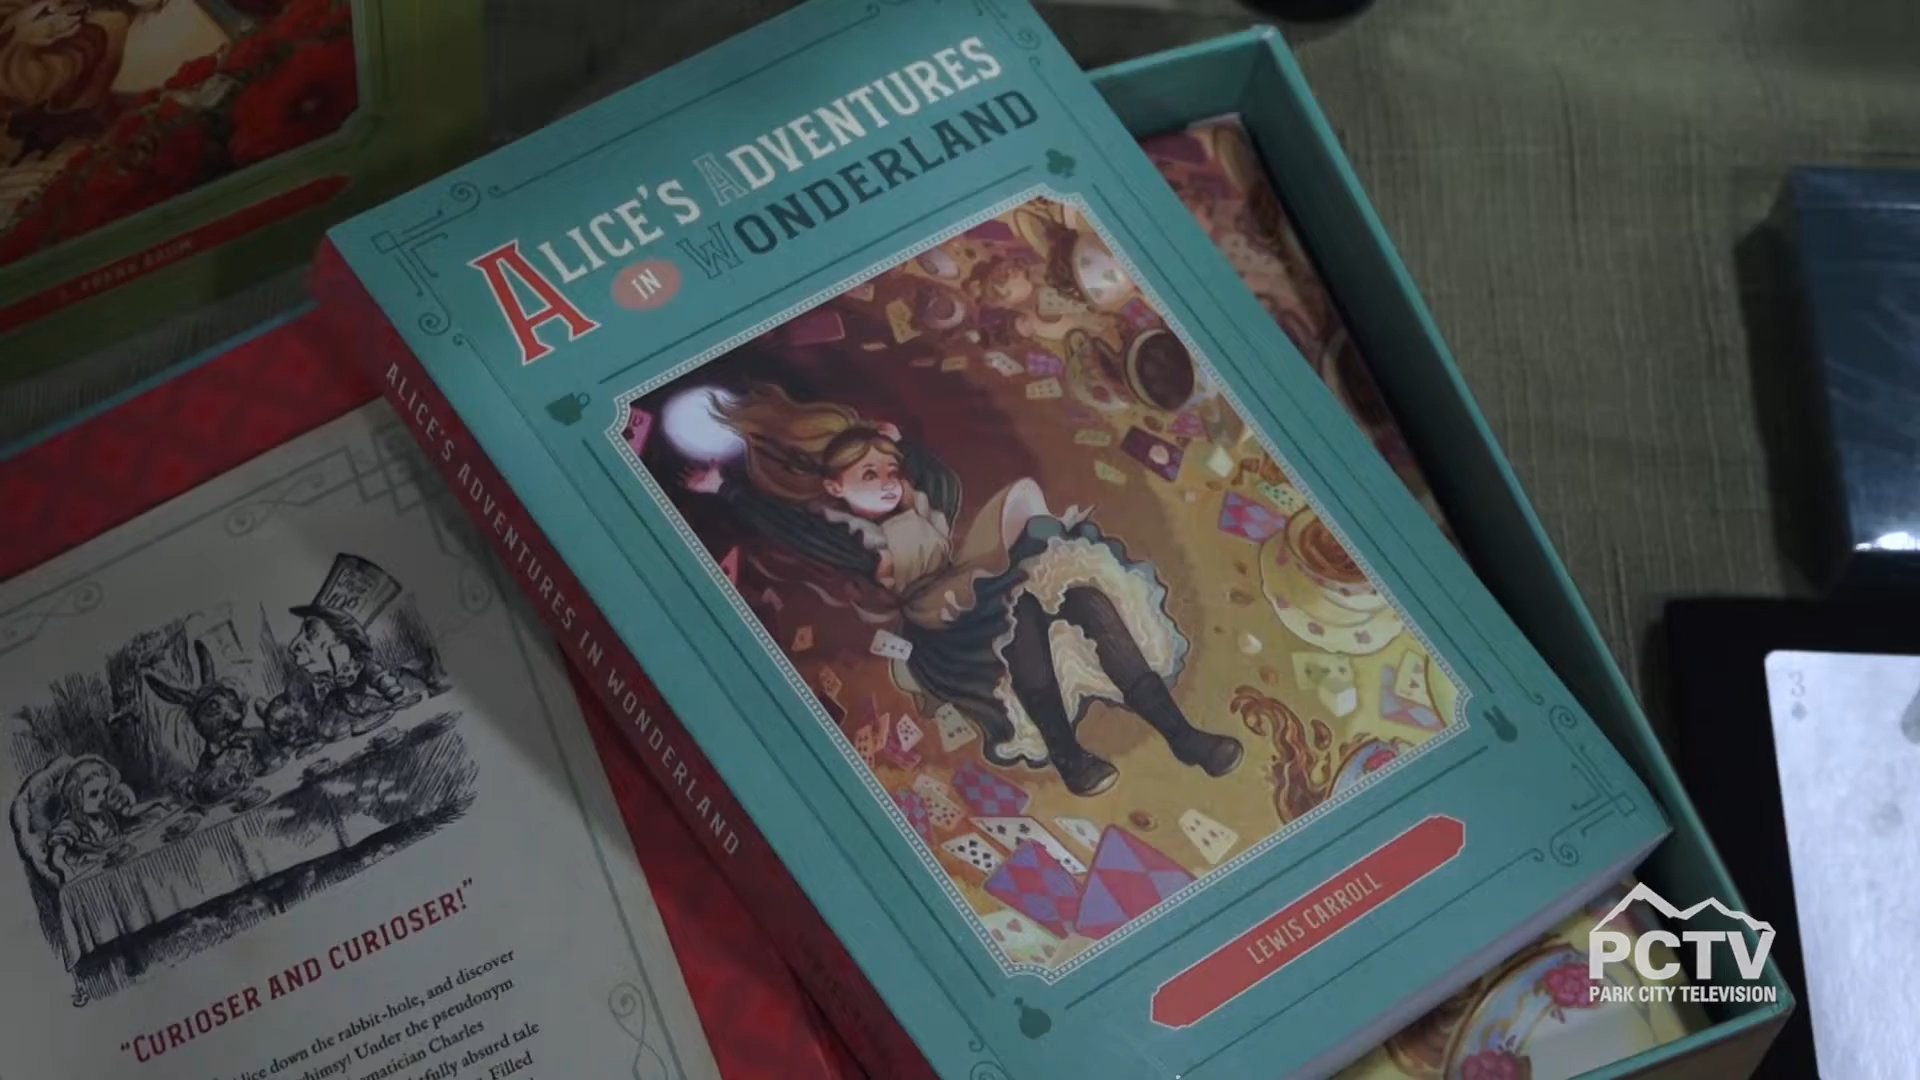 ALICE'S ADVENTURES
IN WONDERLAND
LEWIS CARROLL
ALICE'S ADVENTURES IN WONDERLAND
"CURIOSER AND CURIOSER!"
down the rabbit-hole, and discover
Under the pseudonym
Charles
absurd tale
Filled
PCTV
PARK CITY TELEVISION